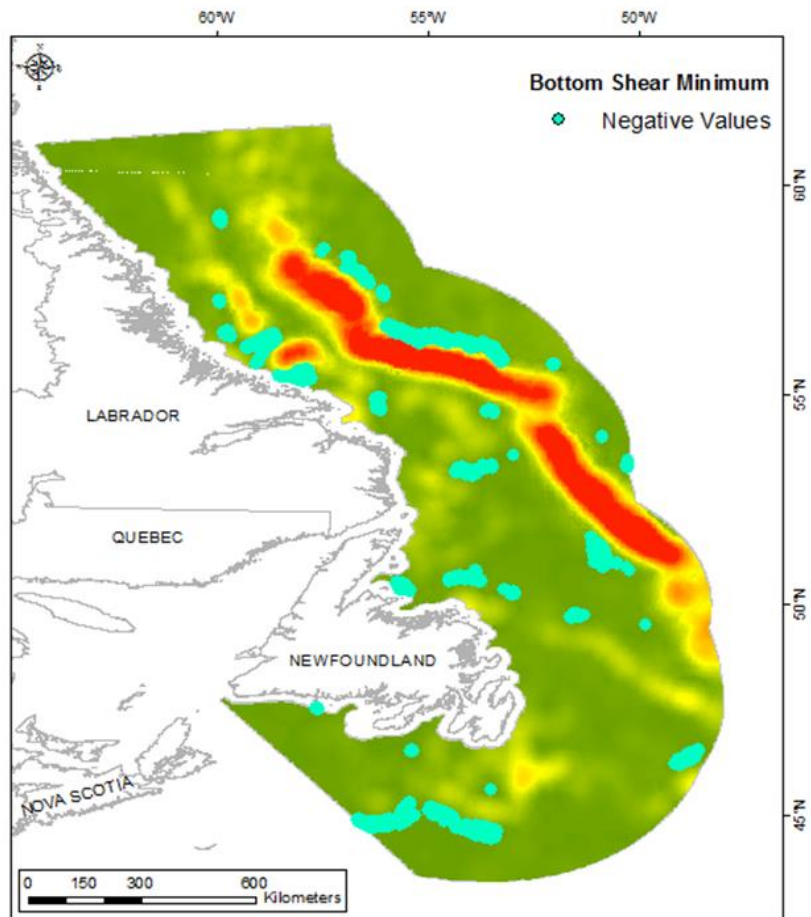 60°W 55°W 50°W
Bottom Shear Minimum
Negative Values
60°N
55°N
LABRADOR
QUEBEC
50°N
NEWFOUNDLAND
NOVA SCOTIA
45°N
0 150 300 600
Kilometers